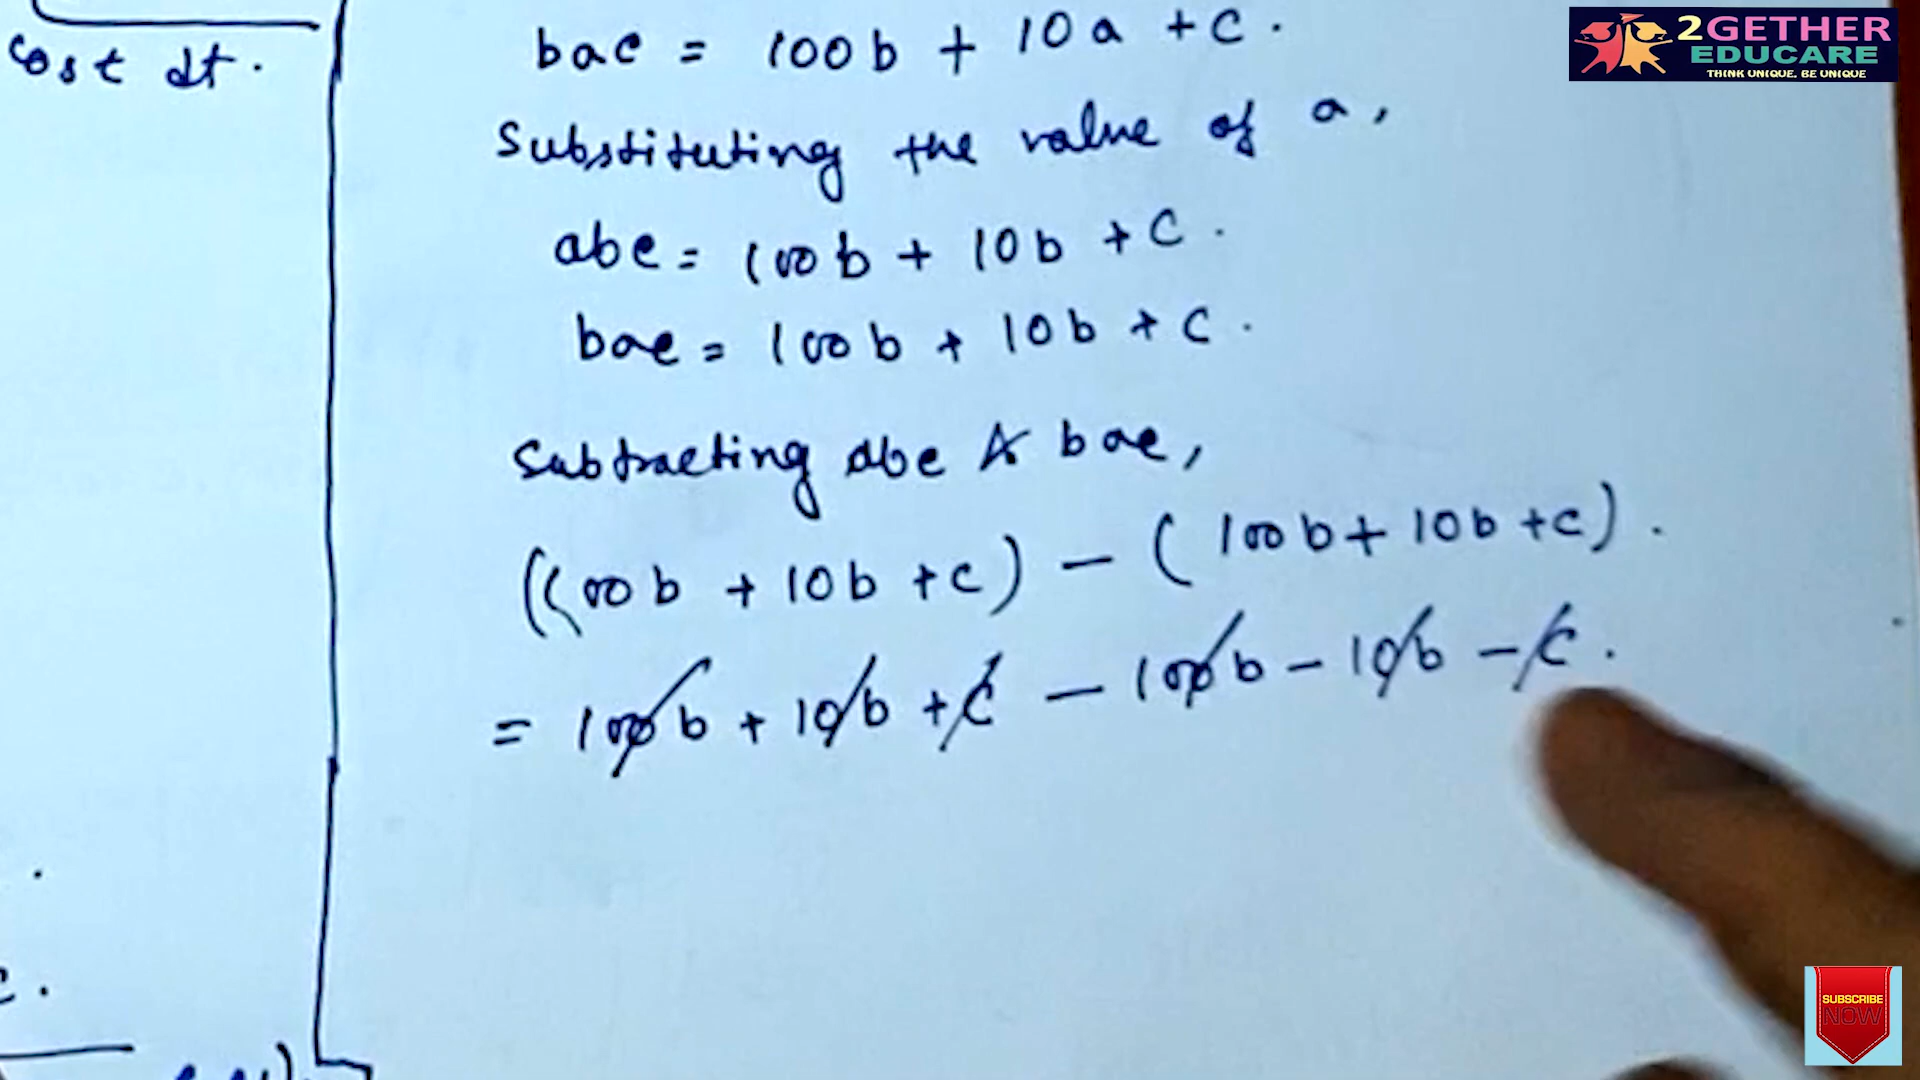 cost dt.
bac = 100b + 10a + c.
Substituting the value of a,
abc = 100b + 10b + c.
bac = 100b + 10b + c.
Subtracting abc & bac,
(100b + 10b + c) - (100b + 10b + c).
= 100b + 10b + c - 100b - 10b - c.
2GETHER
EDUCARE
THINK UNIQUE. BE UNIQUE
SUBSCRIBE
NOW